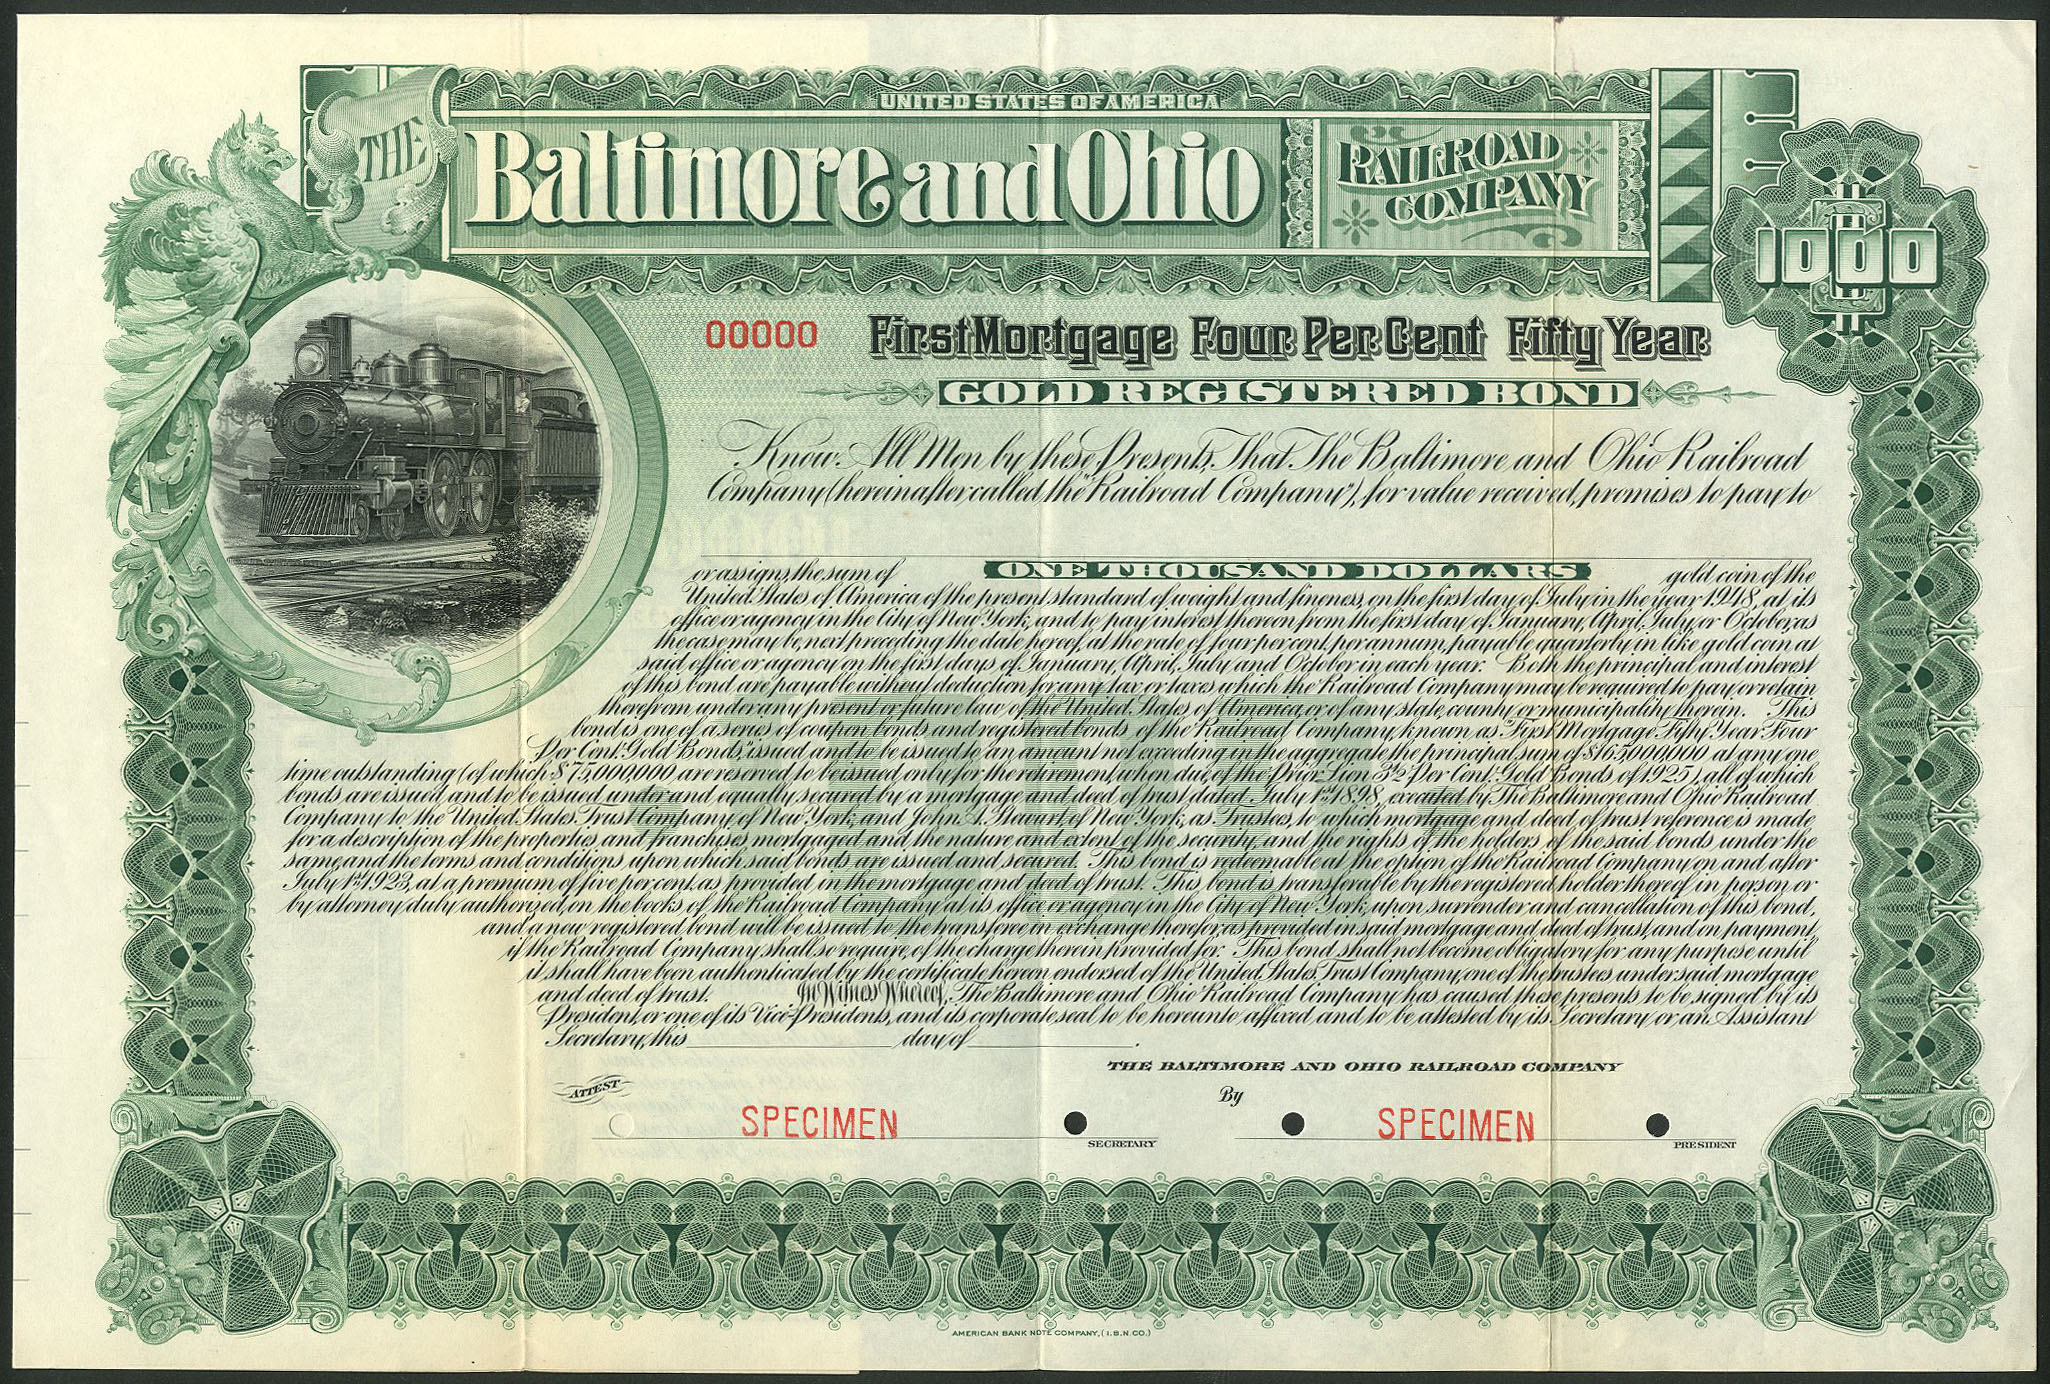 UNITED STATES OF AMERICA
THE Baltimore and Ohio RAILROAD COMPANY
1000
00000 First Mortgage Four Per Cent Fifty Year
GOLD REGISTERED BOND
Know All Men by these Presents, That The Baltimore and Ohio Railroad
Company (hereinafter called the "Railroad Company"), for value received, promises to pay to
or assigns, the sum of ONE THOUSAND DOLLARS gold coin of the
United States of America of the present standard of weight and fineness, on the first day of July in the year 1948, at its
office or agency in the City of New York, and to pay interest thereon from the first day of January, April, July or October, as
the case may be, next preceding the date hereof, at the rate of four per cent. per annum, payable quarterly in like gold coin at
said office or agency on the first days of January, April, July and October in each year. Both the principal and interest
of this bond are payable without deduction for any tax or taxes which the Railroad Company may be required to pay or retain
therefrom under any present or future law of the United States of America, or of any state, county or municipality therein. This
bond is one of a series of coupon bonds and registered bonds of the Railroad Company, known as "First Mortgage Fifty Year Four
Per Cent. Gold Bonds," issued and to be issued to an amount not exceeding in the aggregate the principal sum of $165,000,000 at any one
time outstanding (of which $75,000,000 are reserved to be issued only for the retirement, when due, of the Prior Lien 3½ Per Cent. Gold Bonds of 1925), all of which
bonds are issued and to be issued under and equally secured by a mortgage and deed of trust, dated July 1st 1898, executed by The Baltimore and Ohio Railroad
Company to the United States Trust Company of New York and John A. Stewart, of New York, as Trustees, to which mortgage and deed of trust reference is made
for a description of the properties and franchises mortgaged and the nature and extent of the security, and the rights of the holders of the said bonds under the
same, and the terms and conditions upon which said bonds are issued and secured. This bond is redeemable at the option of the Railroad Company on and after
July 1st 1923, at a premium of five per cent, as provided in the mortgage and deed of trust. This bond is transferable by the registered holder thereof in person or
by attorney duly authorized, on the books of the Railroad Company at its office or agency in the City of New York, upon surrender and cancellation of this bond,
and a new registered bond will be issued to the transferee in exchange therefor, as provided in said mortgage and deed of trust, and on payment,
if the Railroad Company shall so require, of the charge therein provided for. This bond shall not become obligatory for any purpose until
it shall have been authenticated by the certificate hereon endorsed of the United States Trust Company, one of the trustees under said mortgage
and deed of trust. In Witness Whereof, The Baltimore and Ohio Railroad Company has caused these presents to be signed by its
President, or one of its Vice-Presidents, and its corporate seal to be hereunto affixed and to be attested by its Secretary or an Assistant
Secretary, this day of .
THE BALTIMORE AND OHIO RAILROAD COMPANY
ATTEST By
SPECIMEN SPECIMEN
SECRETARY PRESIDENT
AMERICAN BANK NOTE COMPANY, (I.B.N.CO.)